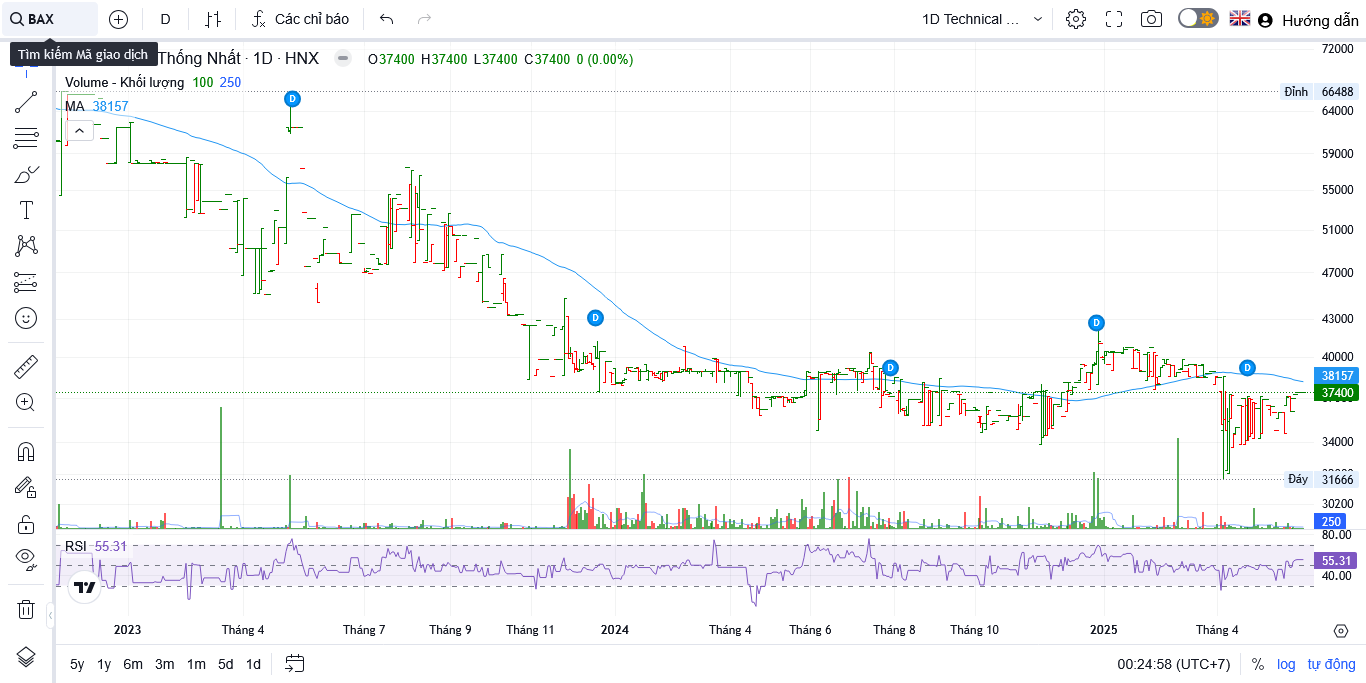 BAX
D
Các chỉ báo
1D Technical ...
Hướng dẫn
Tìm kiếm Mã giao dịch
Thống Nhất · 1D · HNX
O37400 H37400 L37400 C37400 0 (0.00%)
Volume - Khối lượng 100 250
MA 38157
D
D
D
D
D
72000
Đỉnh 66488
64000
59000
55000
51000
47000
43000
40000
38157
37400
34000
Đáy 31666
30200
250
80.00
RSI 55.31
55.31
40.00
2023 Tháng 4 Tháng 7 Tháng 9 Tháng 11 2024 Tháng 4 Tháng 6 Tháng 8 Tháng 10 2025 Tháng 4
5y 1y 6m 3m 1m 5d 1d
00:24:58 (UTC+7) % log tự động